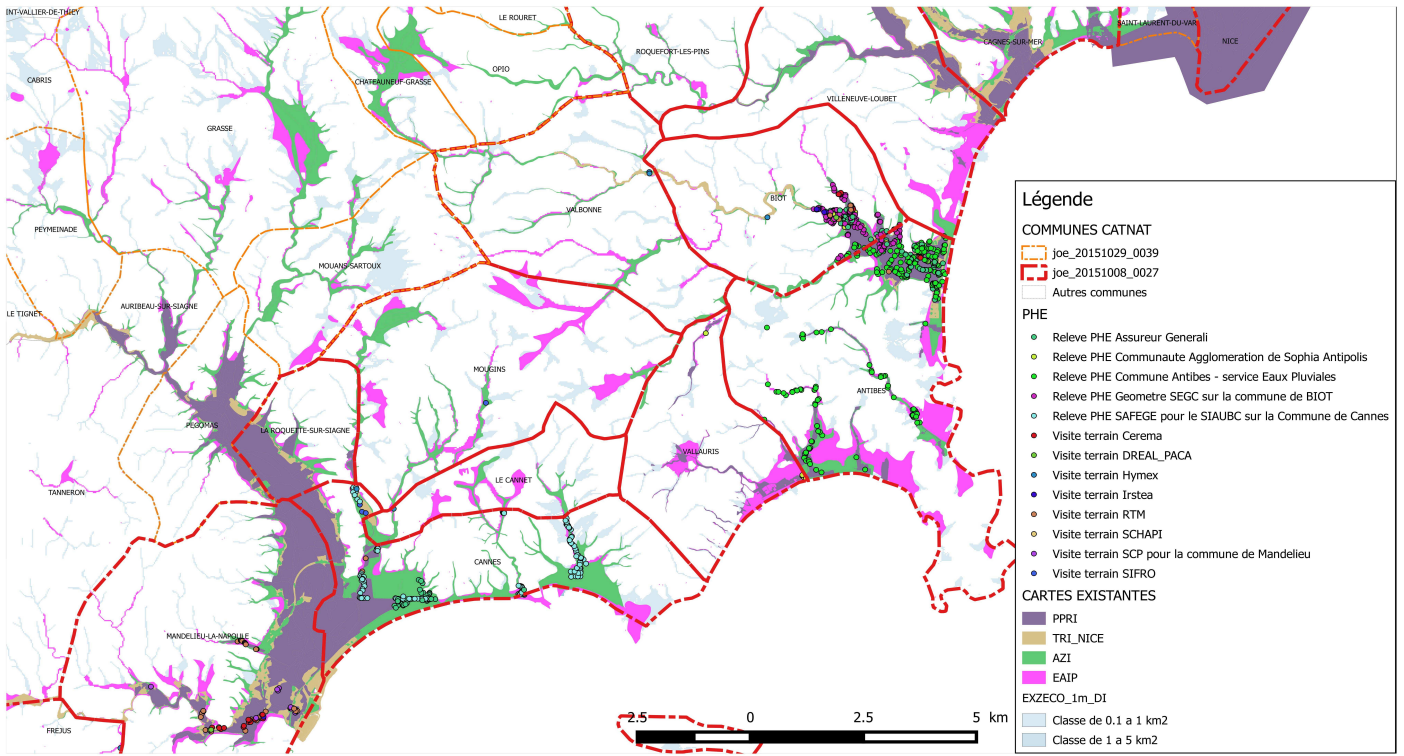 INT-VALLIER-DE-THIEY
LE ROURET
SAINT-LAURENT-DU-VAR
CAGNES-SUR-MER
NICE
ROQUEFORT-LES-PINS
OPIO
CABRIS
CHATEAUNEUF-GRASSE
VILLENEUVE-LOUBET
GRASSE
BIOT
VALBONNE
PEYMEINADE
MOUANS-SARTOUX
AURIBEAU-SUR-SIAGNE
LE TIGNET
MOUGINS
ANTIBES
PEGOMAS
LA ROQUETTE-SUR-SIAGNE
VALLAURIS
LE CANNET
TANNERON
CANNES
MANDELIEU-LA-NAPOULE
FREJUS
2.5 0 2.5 5 km
Légende
COMMUNES CATNAT
joe_20151029_0039
joe_20151008_0027
Autres communes
PHE
Releve PHE Assureur Generali
Releve PHE Communaute Agglomeration de Sophia Antipolis
Releve PHE Commune Antibes - service Eaux Pluviales
Releve PHE Geometre SEGC sur la commune de BIOT
Releve PHE SAFEGE pour le SIAUBC sur la Commune de Cannes
Visite terrain Cerema
Visite terrain DREAL_PACA
Visite terrain Hymex
Visite terrain Irstea
Visite terrain RTM
Visite terrain SCHAPI
Visite terrain SCP pour la commune de Mandelieu
Visite terrain SIFRO
CARTES EXISTANTES
PPRI
TRI_NICE
AZI
EAIP
EXZECO_1m_DI
Classe de 0.1 a 1 km2
Classe de 1 a 5 km2